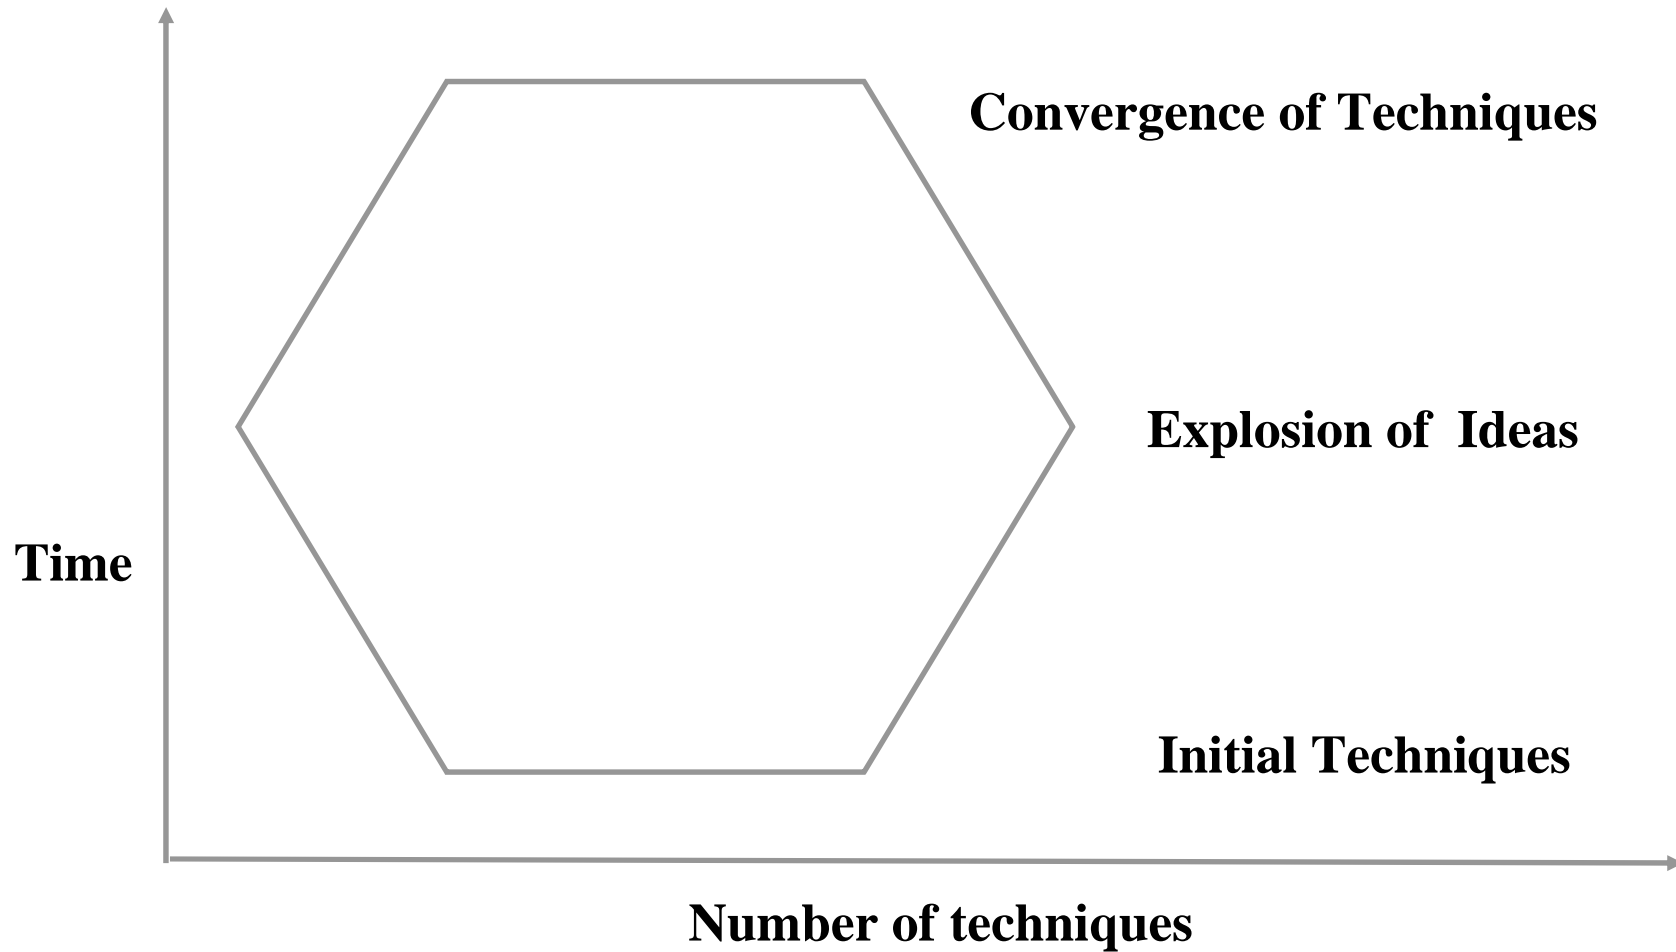 Convergence of Techniques
Explosion of  Ideas
Time
Initial Techniques
Number of techniques